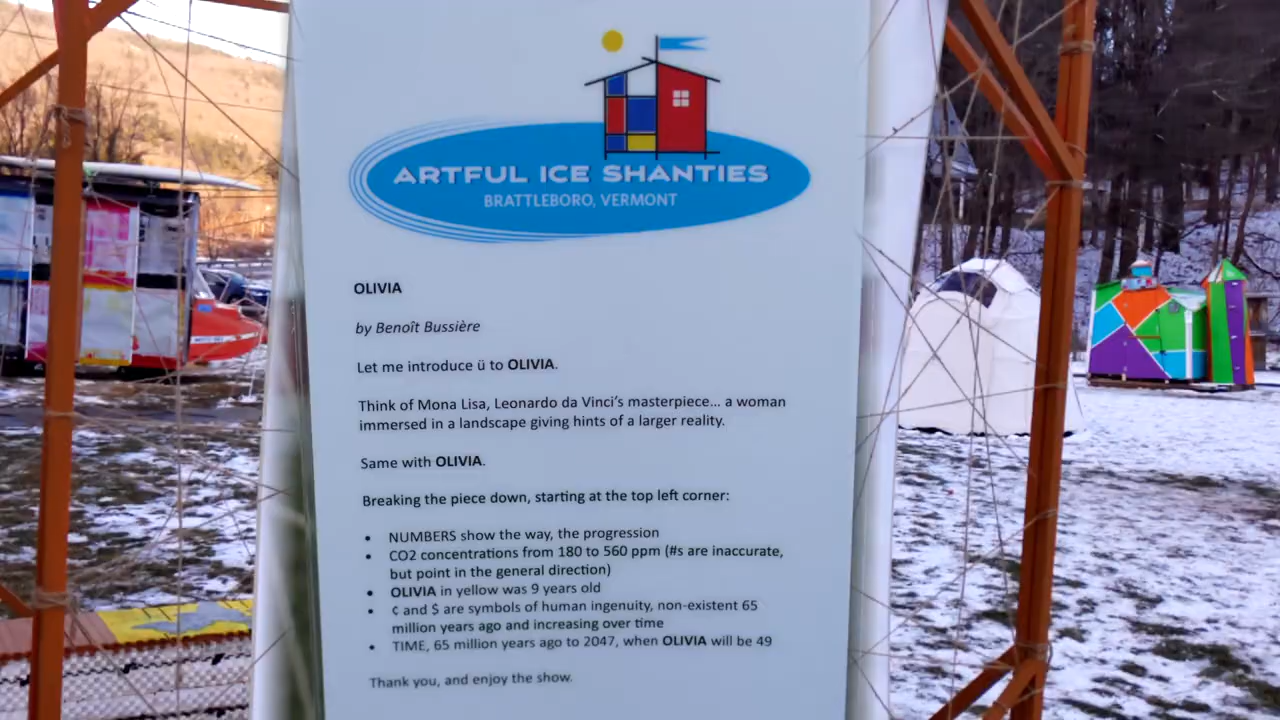 ARTFUL ICE SHANTIES
BRATTLEBORO, VERMONT
OLIVIA
by Benoît Bussière
Let me introduce ü to OLIVIA.
Think of Mona Lisa, Leonardo da Vinci's masterpiece... a woman
immersed in a landscape giving hints of a larger reality.
Same with OLIVIA.
Breaking the piece down, starting at the top left corner:
• NUMBERS show the way, the progression
• CO2 concentrations from 180 to 560 ppm (#s are inaccurate,
but point in the general direction)
• OLIVIA in yellow was 9 years old
• ¢ and $ are symbols of human ingenuity, non-existent 65
million years ago and increasing over time
• TIME, 65 million years ago to 2047, when OLIVIA will be 49
Thank you, and enjoy the show.